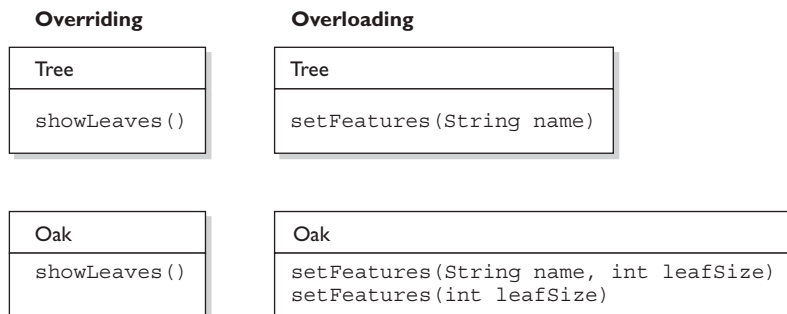 Overriding
Overloading
Tree
showLeaves()
Tree
setFeatures(String name)
Oak
showLeaves()
Oak
setFeatures(String name, int leafSize)
setFeatures(int leafSize)